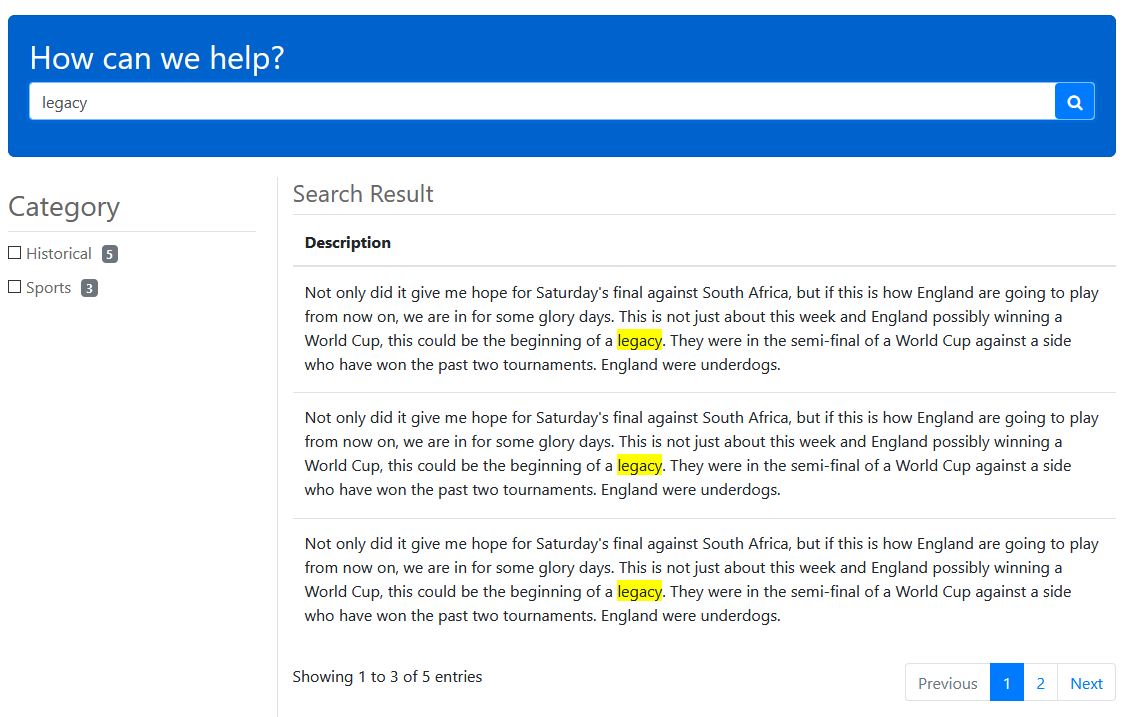 How can we help?
legacy
Category
Historical 5
Sports 3
Search Result
Description
Not only did it give me hope for Saturday's final against South Africa, but if this is how England are going to play
from now on, we are in for some glory days. This is not just about this week and England possibly winning a
World Cup, this could be the beginning of a legacy. They were in the semi-final of a World Cup against a side
who have won the past two tournaments. England were underdogs.
Not only did it give me hope for Saturday's final against South Africa, but if this is how England are going to play
from now on, we are in for some glory days. This is not just about this week and England possibly winning a
World Cup, this could be the beginning of a legacy. They were in the semi-final of a World Cup against a side
who have won the past two tournaments. England were underdogs.
Not only did it give me hope for Saturday's final against South Africa, but if this is how England are going to play
from now on, we are in for some glory days. This is not just about this week and England possibly winning a
World Cup, this could be the beginning of a legacy. They were in the semi-final of a World Cup against a side
who have won the past two tournaments. England were underdogs.
Showing 1 to 3 of 5 entries
Previous 1 2 Next